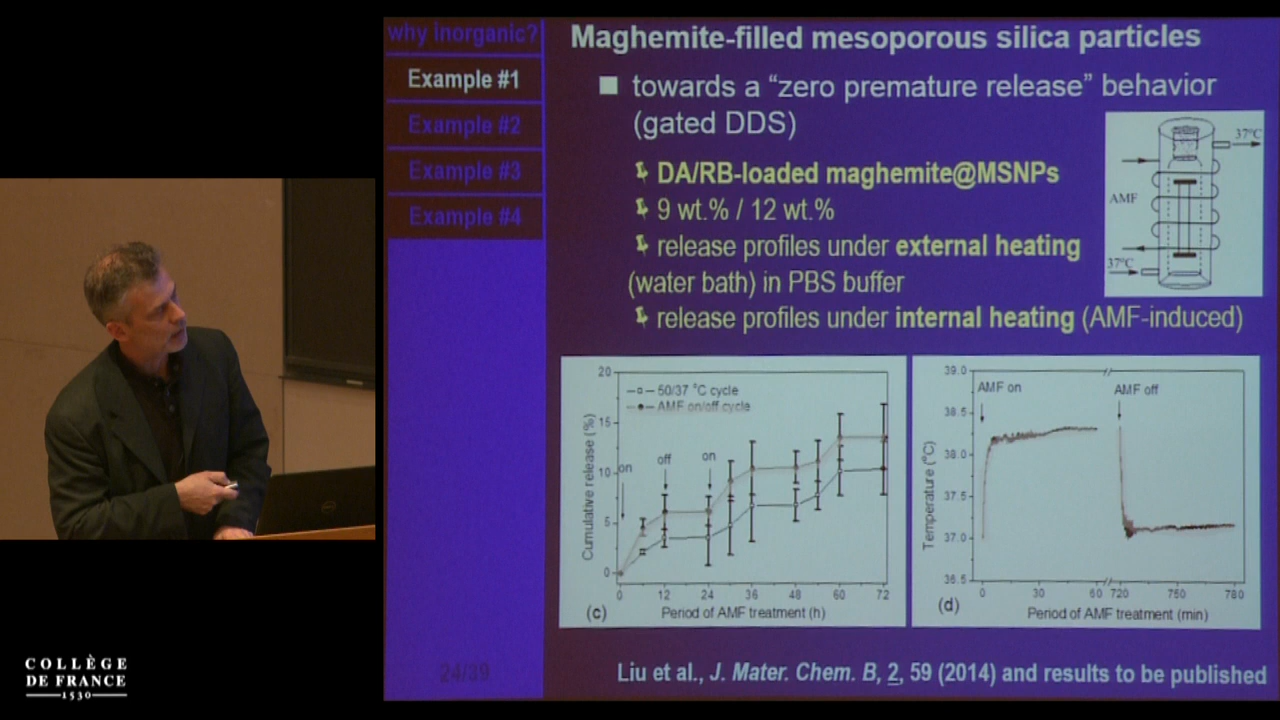 why inorganic?
Example #1
Example #2
Example #3
Example #4
Maghemite-filled mesoporous silica particles
towards a “zero premature release” behavior
(gated DDS)
DA/RB-loaded maghemite@MSNPs
9 wt.% / 12 wt.%
release profiles under external heating
(water bath) in PBS buffer
release profiles under internal heating (AMF-induced)
37°C
AMF
37°C
20
15
10
5
0
Cumulative release (%)
50/37 °C cycle
AMF on/off cycle
on
off
on
0 12 24 36 48 60 72
Period of AMF treatment (h)
(c)
39.0
38.5
38.0
37.5
37.0
36.5
Temperature (°C)
AMF on
AMF off
0 30 60 720 750 780
Period of AMF treatment (min)
(d)
24/39
Liu et al., J. Mater. Chem. B, 2, 59 (2014) and results to be published
COLLÈGE
DE FRANCE
1530